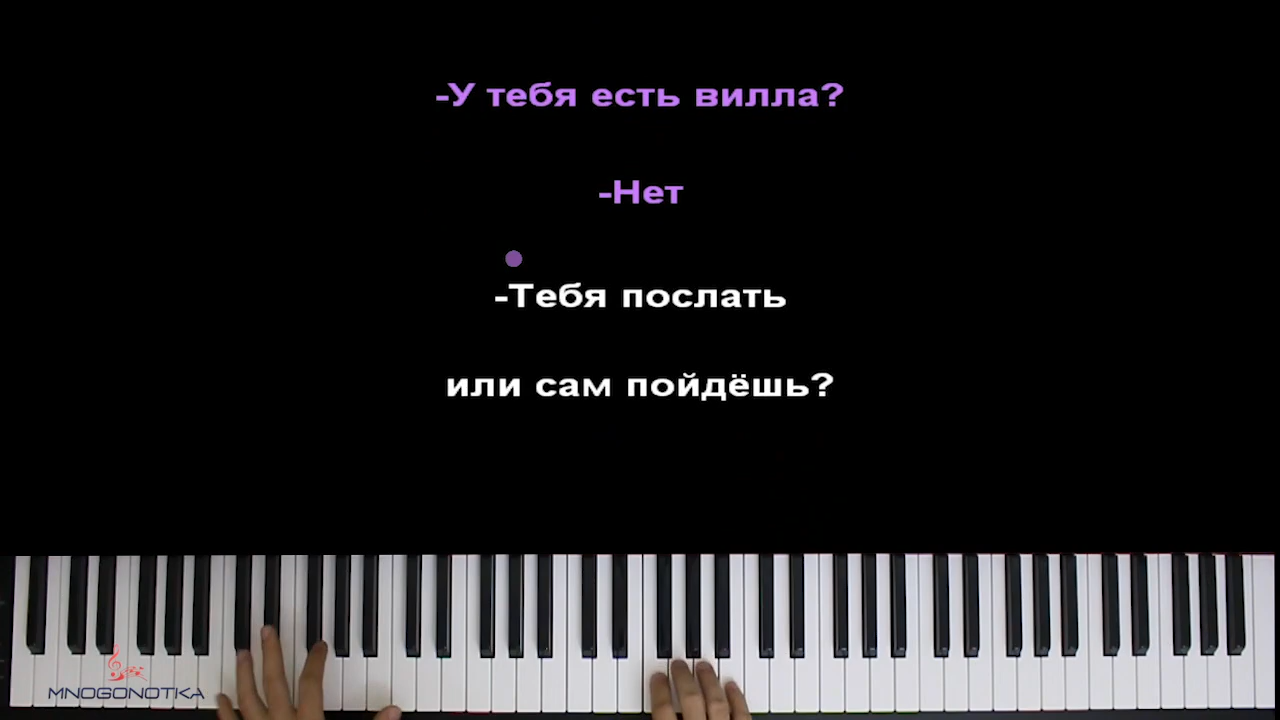 -У тебя есть вилла?
-Нет
-Тебя послать
или сам пойдёшь?
MNOGONOTKA